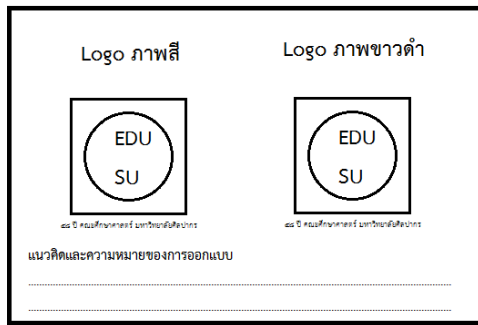 Logo ภาพสี
Logo ภาพขาวดำ
EDU
SU
EDU
SU
๔๘ ปี คณะศึกษาศาสตร์ มหาวิทยาลัยศิลปากร
๔๘ ปี คณะศึกษาศาสตร์ มหาวิทยาลัยศิลปากร
แนวคิดและความหมายของการออกแบบ